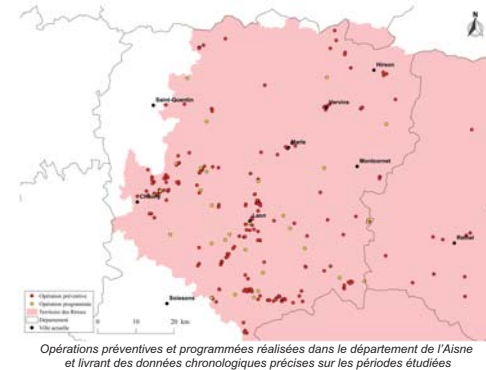 N
Hirson
Saint-Quentin
Vervins
Marle
Montcornet
Chauny
Laon
Rethel
Soissons
Opération préventive
Opération programmée
Territoire des Rèmes
Département
Ville actuelle
0 10 20 km
Opérations préventives et programmées réalisées dans le département de l'Aisne
et livrant des données chronologiques précises sur les périodes étudiées